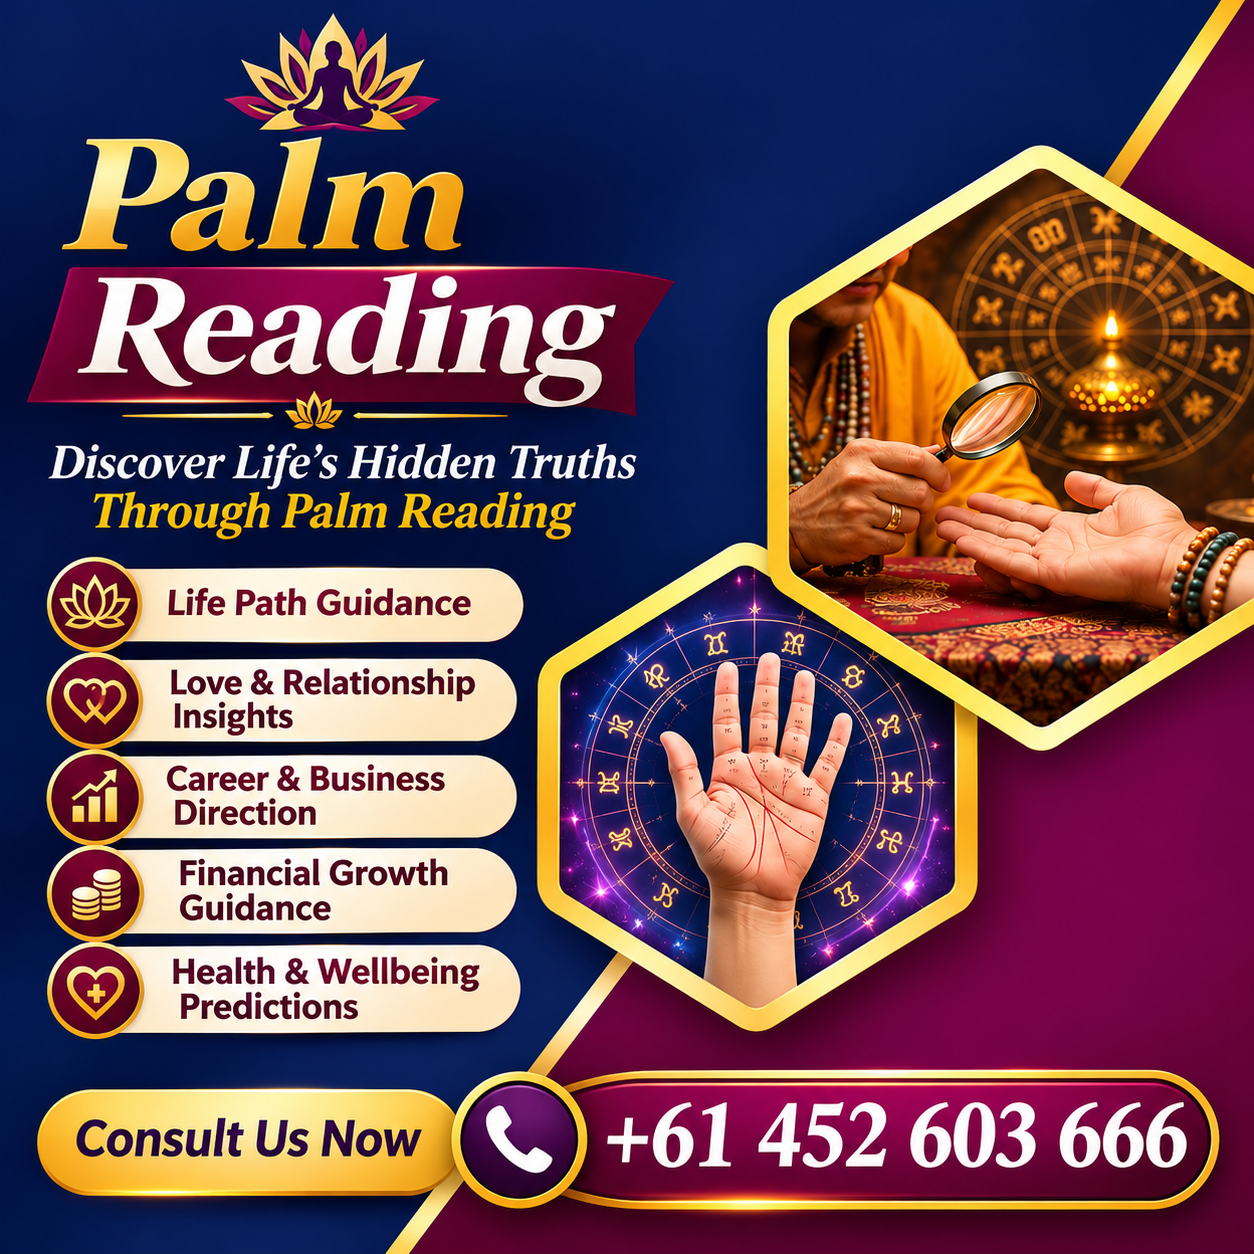 Palm
Reading
Discover Life's Hidden Truths
Through Palm Reading
Life Path Guidance
Love & Relationship
Insights
Career & Business
Direction
Financial Growth
Guidance
Health & Wellbeing
Predictions
Consult Us Now
+61 452 603 666